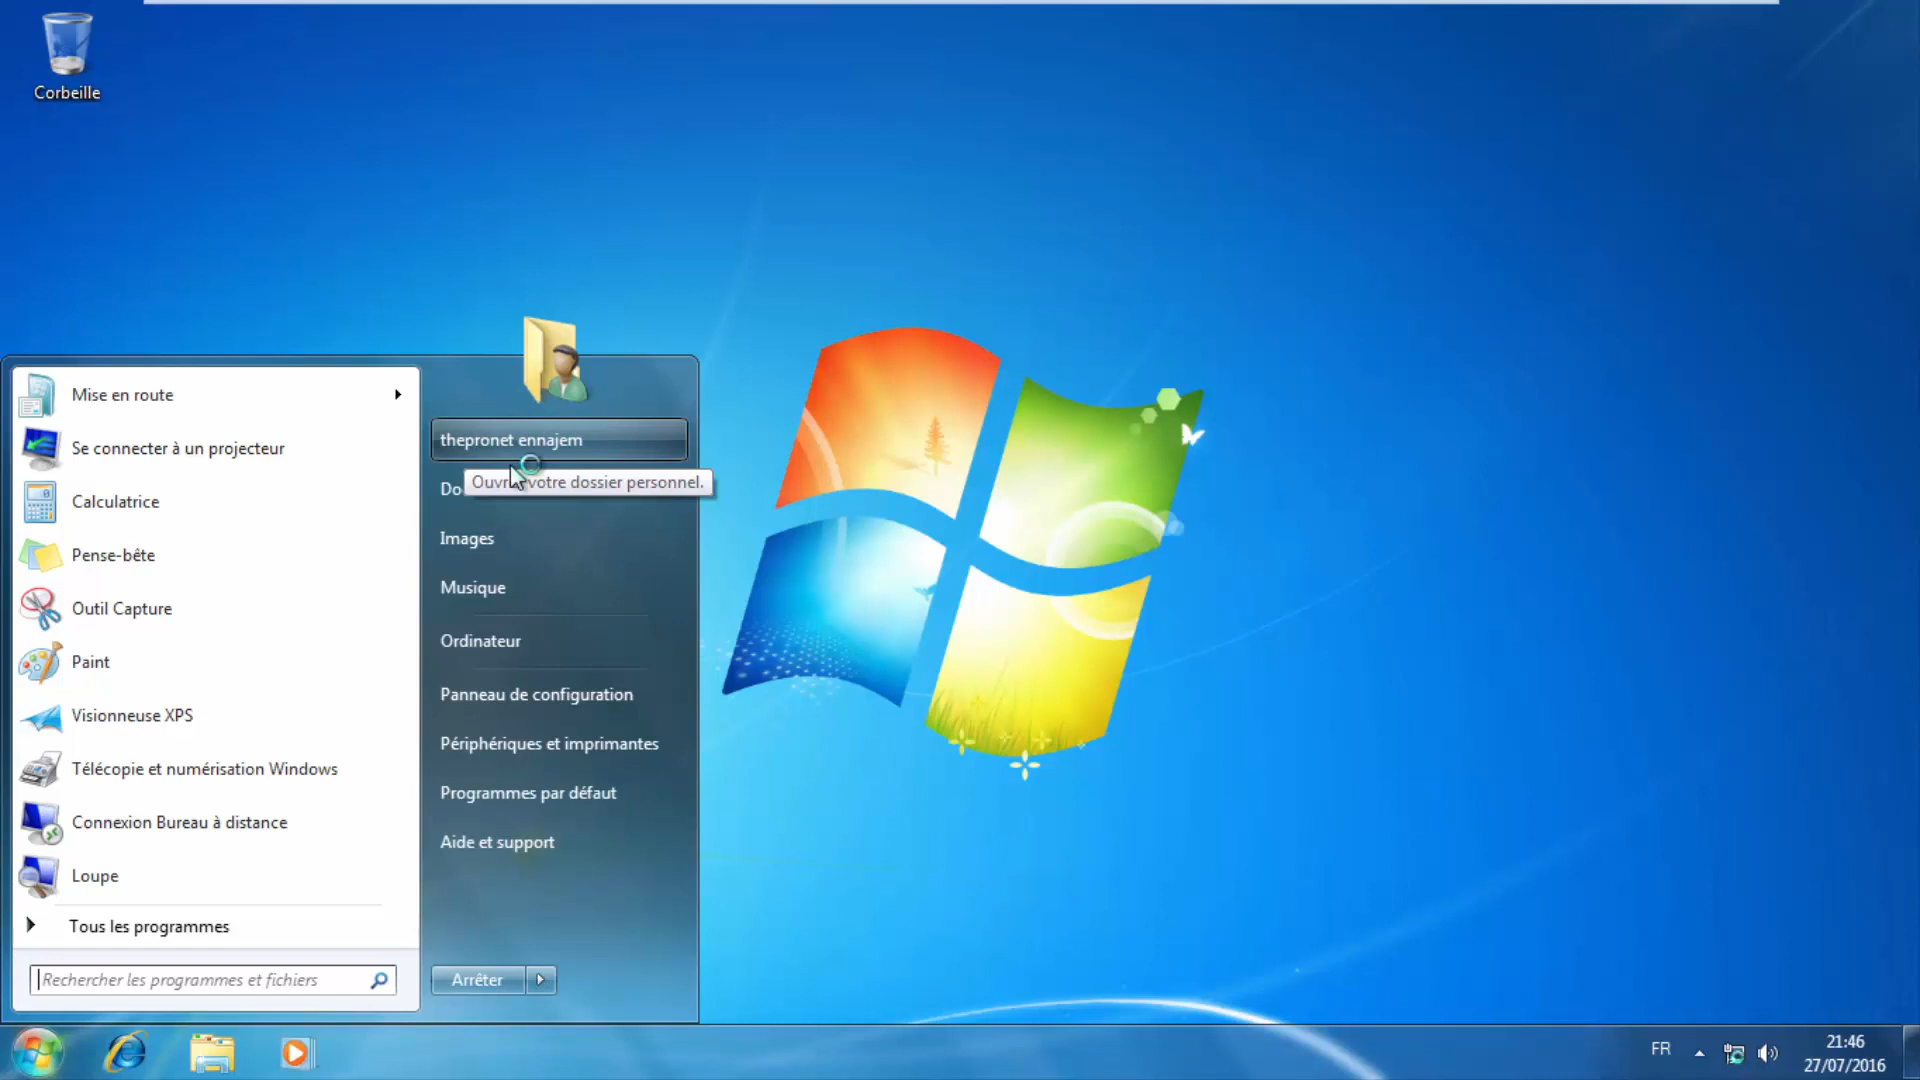 Corbeille
Mise en route
Se connecter à un projecteur
Calculatrice
Pense-bête
Outil Capture
Paint
Visionneuse XPS
Télécopie et numérisation Windows
Connexion Bureau à distance
Loupe
Tous les programmes
Rechercher les programmes et fichiers
thepronet ennajem
Do
votre dossier personnel.
Images
Musique
Ordinateur
Panneau de configuration
Périphériques et imprimantes
Programmes par défaut
Aide et support
Arrêter
FR
21:46
27/07/2016